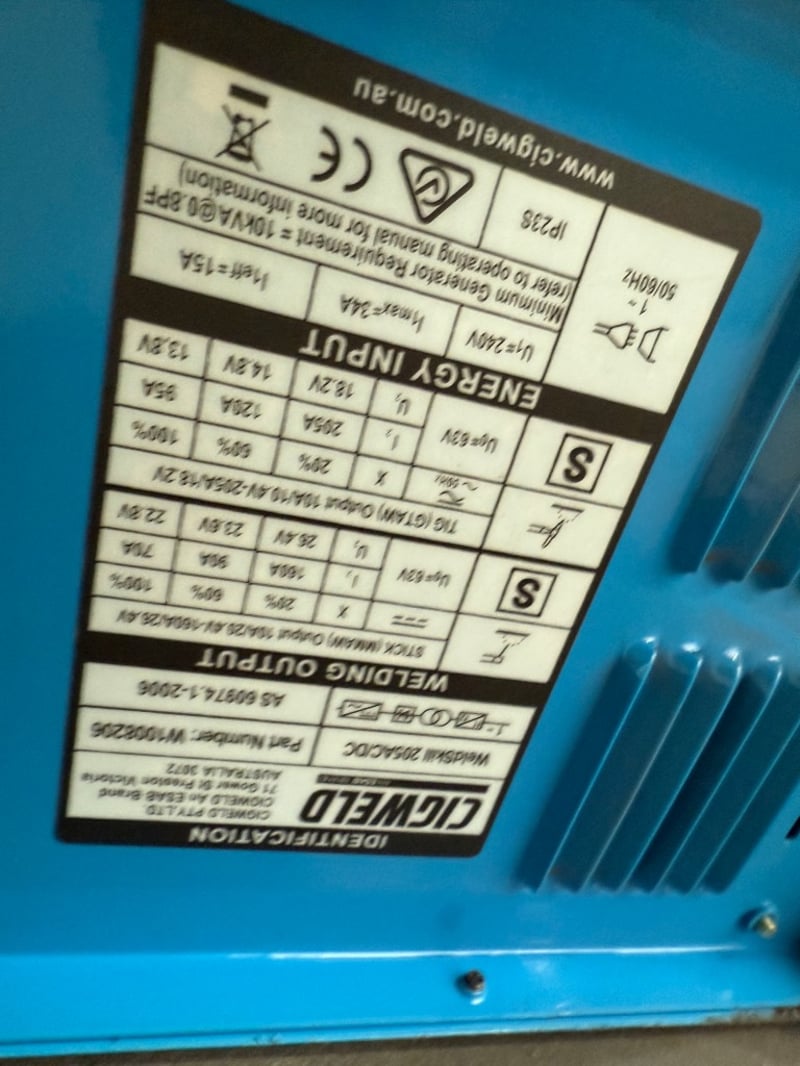 IDENTIFICATION
CIGWELD
CIGWELD PTY.LTD.
CIGWELD An ESAB Brand
71 Gower St Preston Victoria
AUSTRALIA 3072
WeldSkill 205AC/DC
Part Number: W1008206
AS 60974.1-2006
WELDING OUTPUT
STICK (MMAW) Output 10A/20.4V-160A/26.4V
X 20% 60% 100%
S U0=63V I2 160A 90A 70A
U2 26.4V 23.6V 22.8V
TIG (GTAW) Output 10A/10.4V-205A/18.2V
X 20% 60% 100%
S U0=63V I2 205A 120A 95A
U2 18.2V 14.8V 13.8V
ENERGY INPUT
1~
50/60Hz
U1=240V I1max=34A I1eff=15A
Minimum Generator Requirement = 10kVA@0.8PF
(refer to operating manual for more information)
IP23S
CE
www.cigweld.com.au